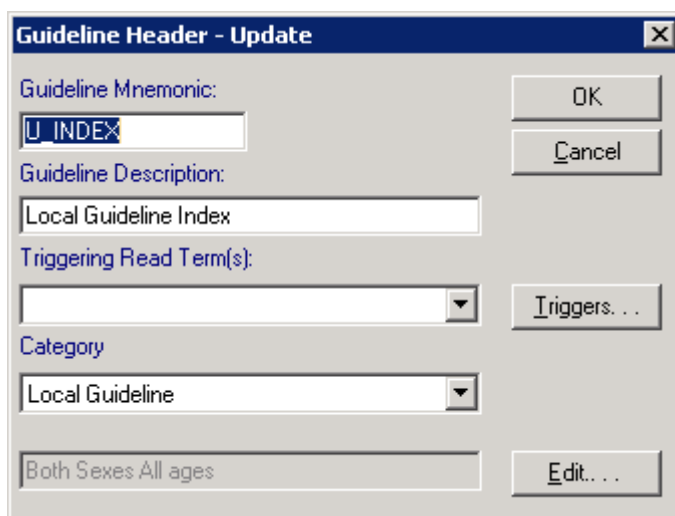 Guideline Header - Update
Guideline Mnemonic:
OK
U_INDEX
Cancel
Guideline Description:
Local Guideline Index
Triggering Read Term(s):
Triggers. . .
Category
Local Guideline
Both Sexes All ages
Edit.. . .